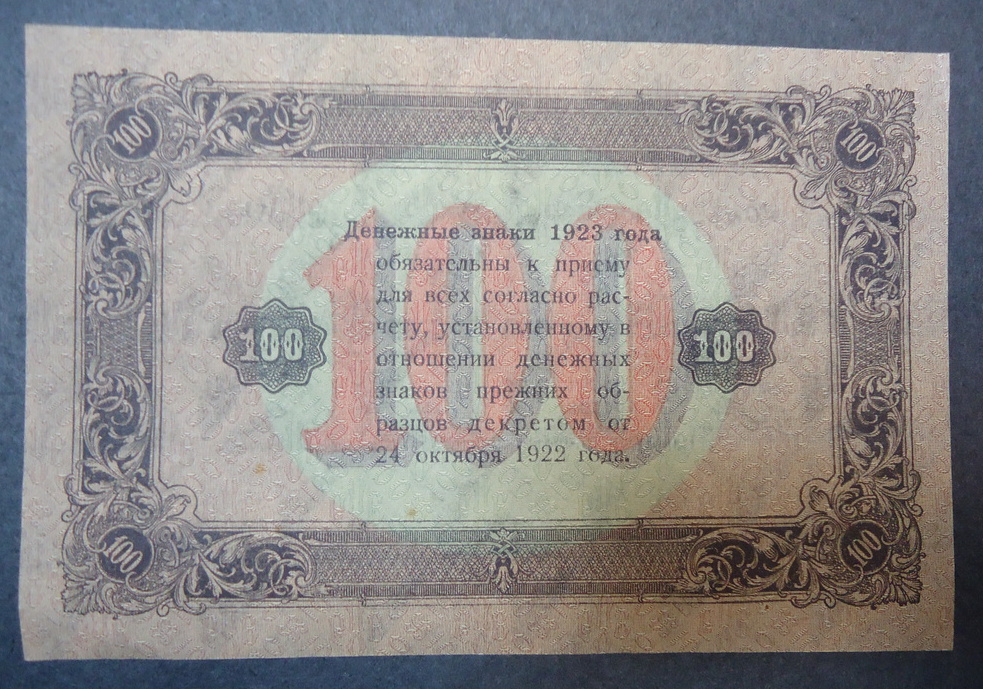 100 100
Денежные знаки 1923 года
обязательны к приему
для всех согласно рас-
чету, установленному в
100 100 100
отношении денежных
знаков прежних об-
разцов декретом от
24 октября 1922 года.
100 100